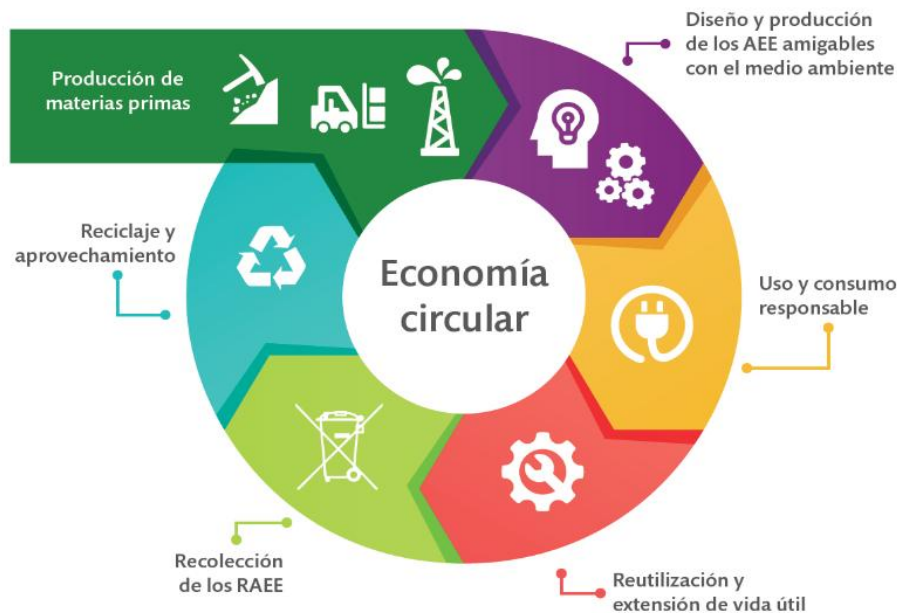 Producción de
materias primas
Diseño y producción
de los AEE amigables
con el medio ambiente
Uso y consumo
responsable
Reutilización y
extensión de vida útil
Recolección
de los RAEE
Reciclaje y
aprovechamiento
Economía
circular